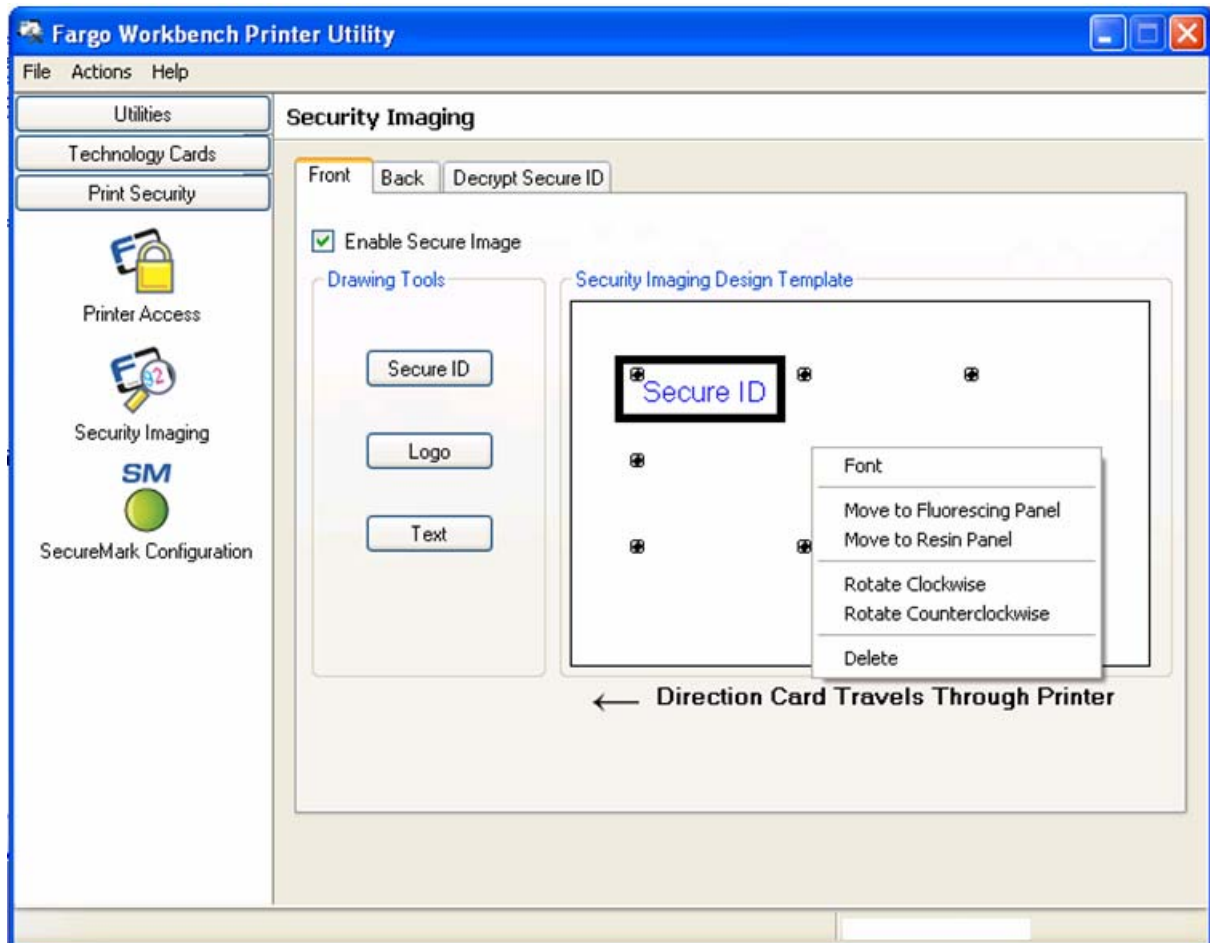 Fargo Workbench Printer Utility
File Actions Help
Utilities
Technology Cards
Print Security
Printer Access
Security Imaging
SM
SecureMark Configuration
Security Imaging
Front Back Decrypt Secure ID
Enable Secure Image
Drawing Tools
Secure ID
Logo
Text
Security Imaging Design Template
Secure ID
Font
Move to Fluorescing Panel
Move to Resin Panel
Rotate Clockwise
Rotate Counterclockwise
Delete
← Direction Card Travels Through Printer